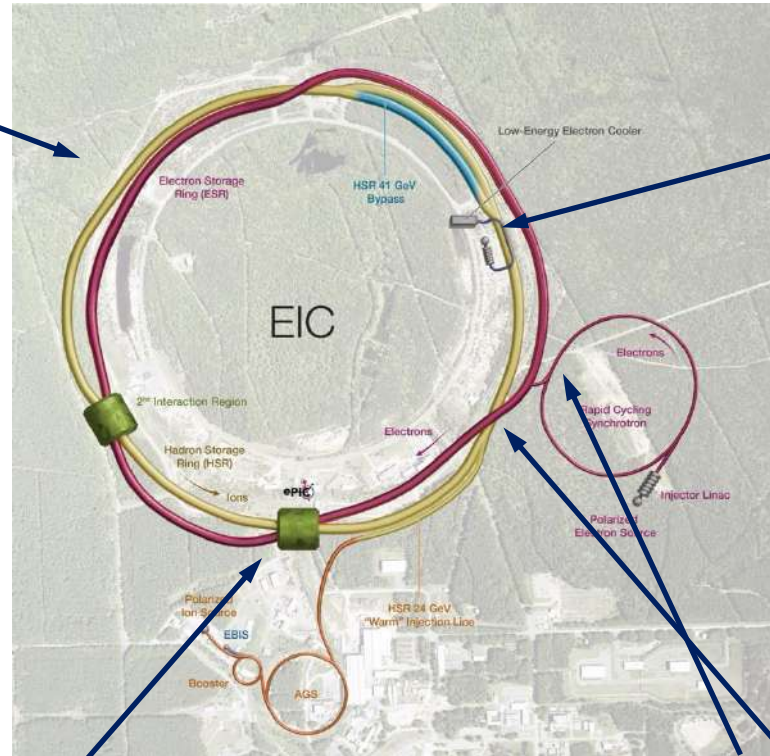 Low-Energy Electron Cooler
Electron Storage
Ring (ESR)
HSR 41 GeV
Bypass
EIC
Electrons
Rapid Cycling
Synchrotron
2nd Interaction Region
Electrons
Hadron Storage
Ring (HSR)
Ions
ePIC
Injector Linac
Polarized
Electron Source
Polarized
Ion Source
HSR 24 GeV
"Warm" Injection Line
EBIS
Booster
AGS